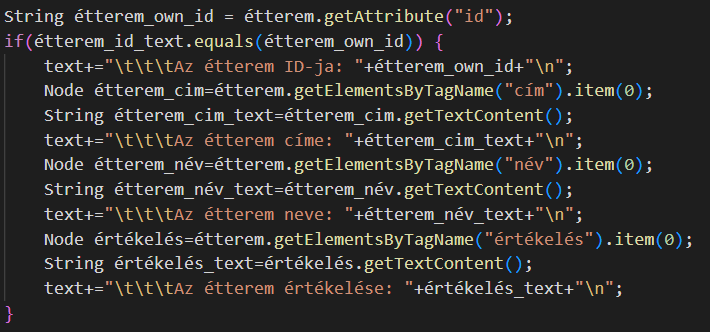 String étterem_own_id = étterem.getAttribute("id");
if(étterem_id_text.equals(étterem_own_id)) {
text+="\t\t\tAz étterem ID-ja: "+étterem_own_id+"\n";
Node étterem_cim=étterem.getElementsByTagName("cím").item(0);
String étterem_cim_text=étterem_cim.getTextContent();
text+="\t\t\tAz étterem címe: "+étterem_cim_text+"\n";
Node étterem_név=étterem.getElementsByTagName("név").item(0);
String étterem_név_text=étterem_név.getTextContent();
text+="\t\t\tAz étterem neve: "+étterem_név_text+"\n";
Node értékelés=étterem.getElementsByTagName("értékelés").item(0);
String értékelés_text=értékelés.getTextContent();
text+="\t\t\tAz étterem értékelése: "+értékelés_text+"\n";
}